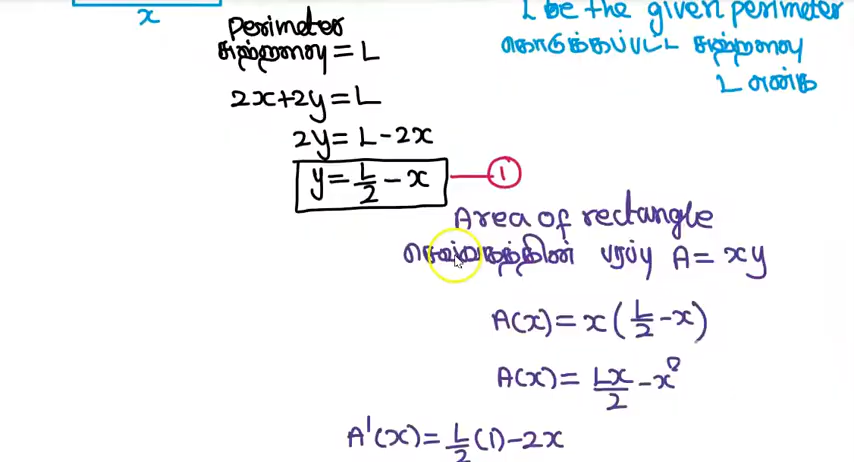 L be the given perimeter
கொடுக்கப்பட்ட சுற்றளவு
L என்க
x
perimeter
சுற்றளவு = L
2x+2y = L
2y = L - 2x
y = L/2 - x — ①
Area of rectangle
செவ்வகத்தின் பரப்பு A = xy
A(x) = x(L/2 - x)
A(x) = Lx/2 - x²
A'(x) = L/2 (1) - 2x